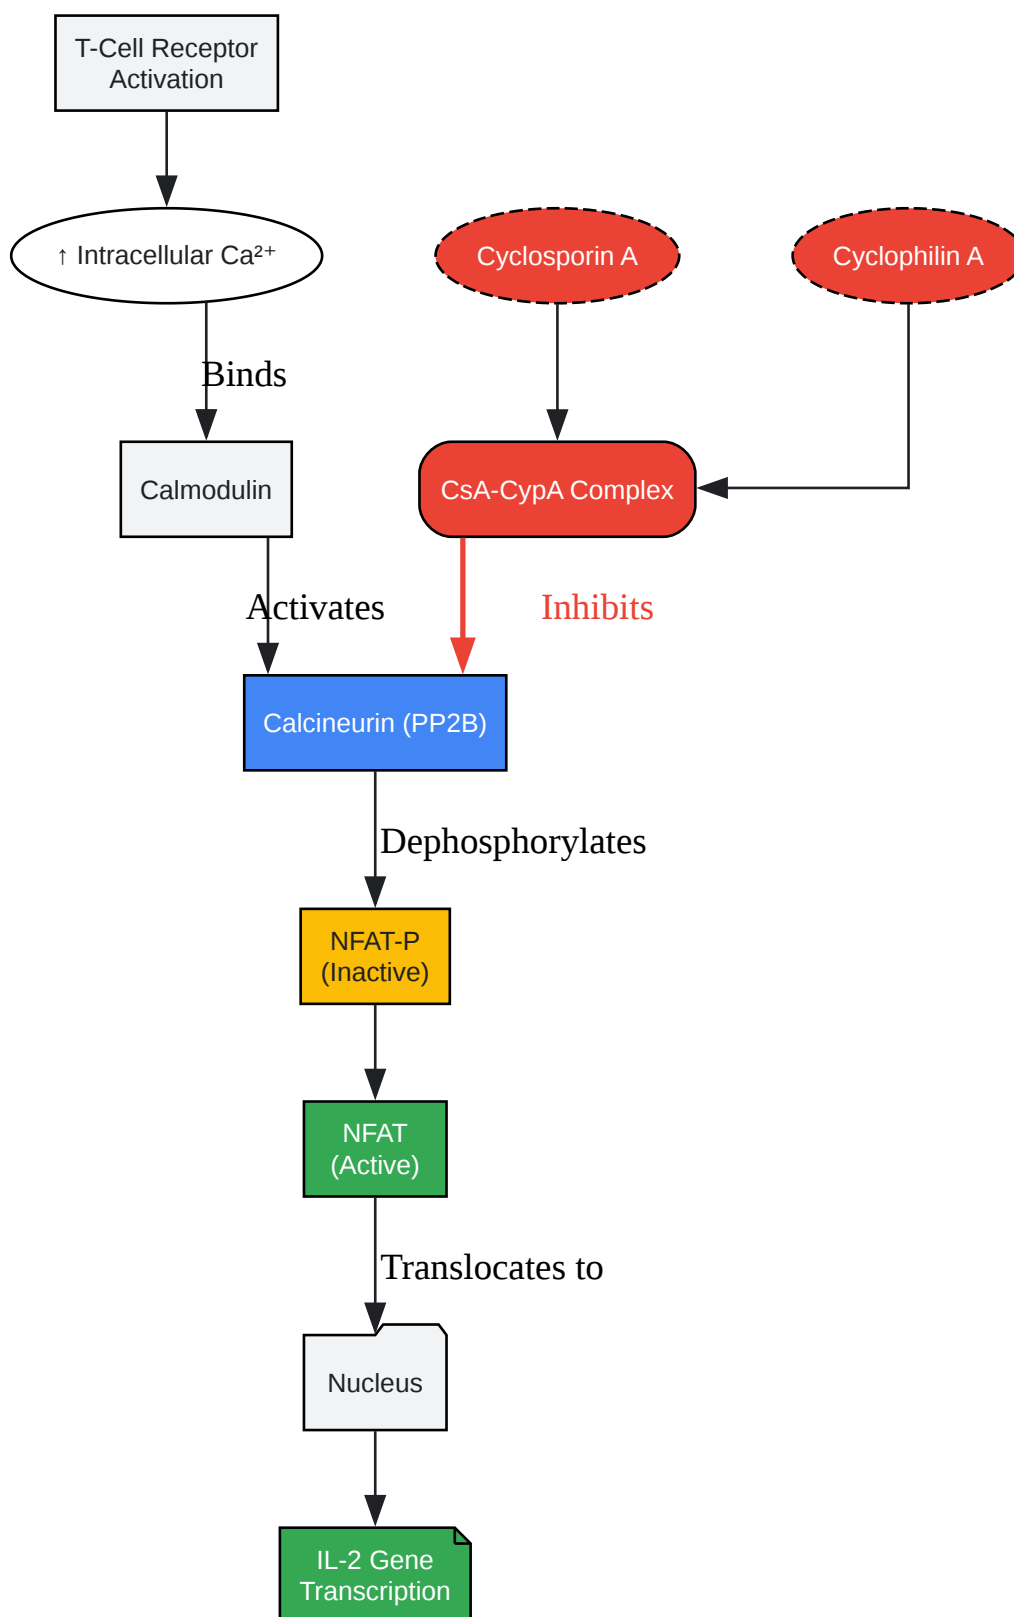 T-Cell Receptor
Activation
↑ Intracellular Ca²⁺
Cyclosporin A
Cyclophilin A
Binds
Calmodulin
CsA-CypA Complex
Activates
Inhibits
Calcineurin (PP2B)
Dephosphorylates
NFAT-P
(Inactive)
NFAT
(Active)
Translocates to
Nucleus
IL-2 Gene
Transcription